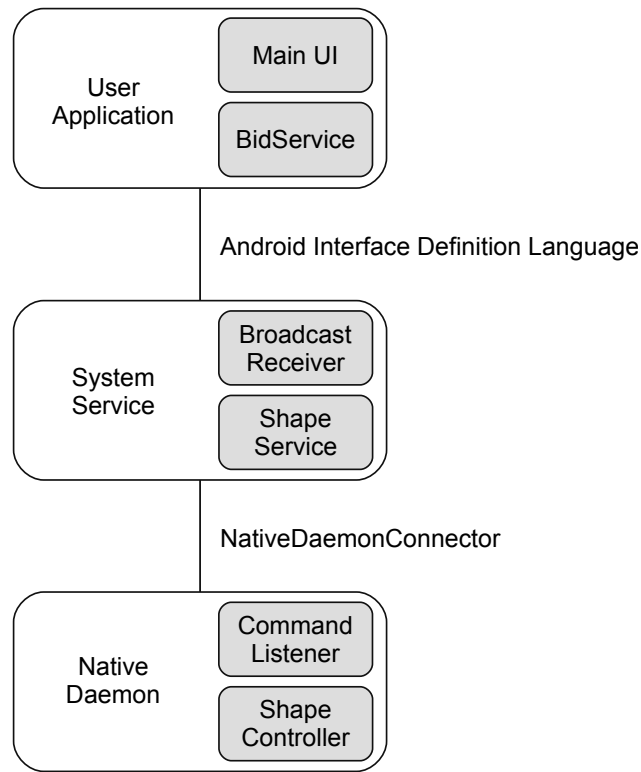 User
Application
Main UI
BidService
Android Interface Definition Language
System
Service
Broadcast
Receiver
Shape
Service
NativeDaemonConnector
Native
Daemon
Command
Listener
Shape
Controller